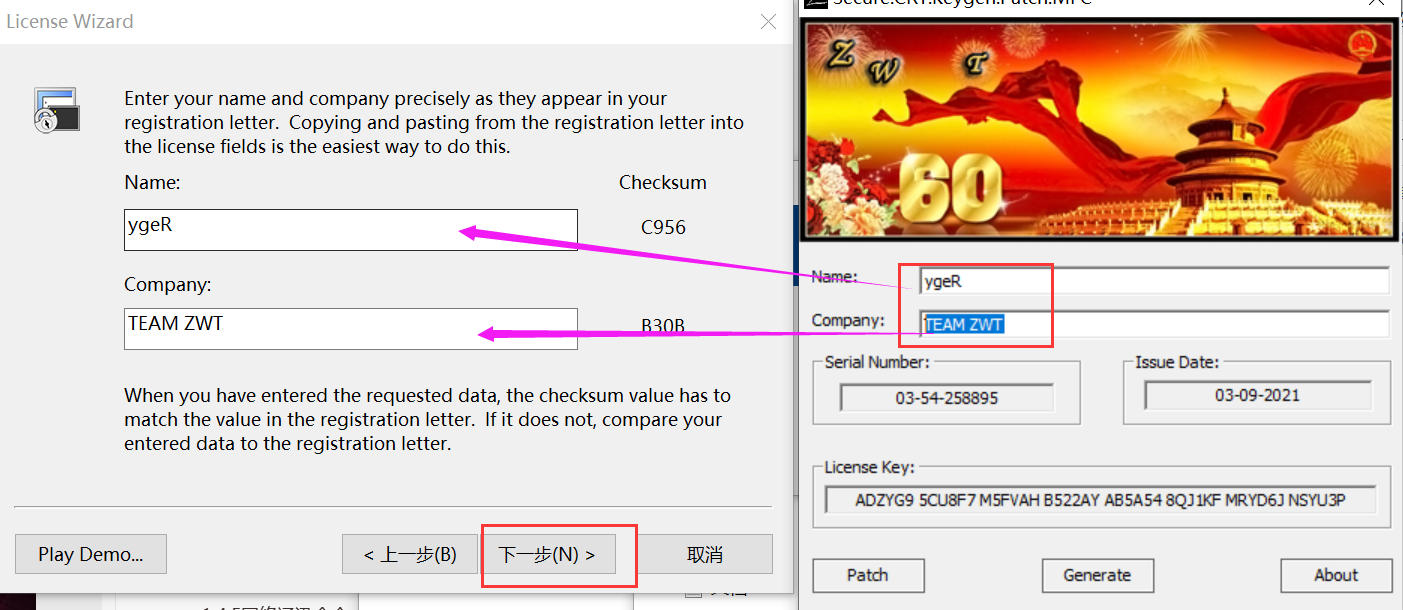 License Wizard
Enter your name and company precisely as they appear in your
registration letter. Copying and pasting from the registration letter into
the license fields is the easiest way to do this.
Name:
Checksum
ygeR
C956
Company:
TEAM ZWT
B30B
When you have entered the requested data, the checksum value has to
match the value in the registration letter. If it does not, compare your
entered data to the registration letter.
Play Demo...
< 上一步(B)
下一步(N) >
取消
Z W T
60
Name:
ygeR
Company:
TEAM ZWT
Serial Number:
03-54-258895
Issue Date:
03-09-2021
License Key:
ADZYG9 5CU8F7 M5FVAH B522AY AB5A54 8QJ1KF MRYD6J NSYU3P
Patch
Generate
About